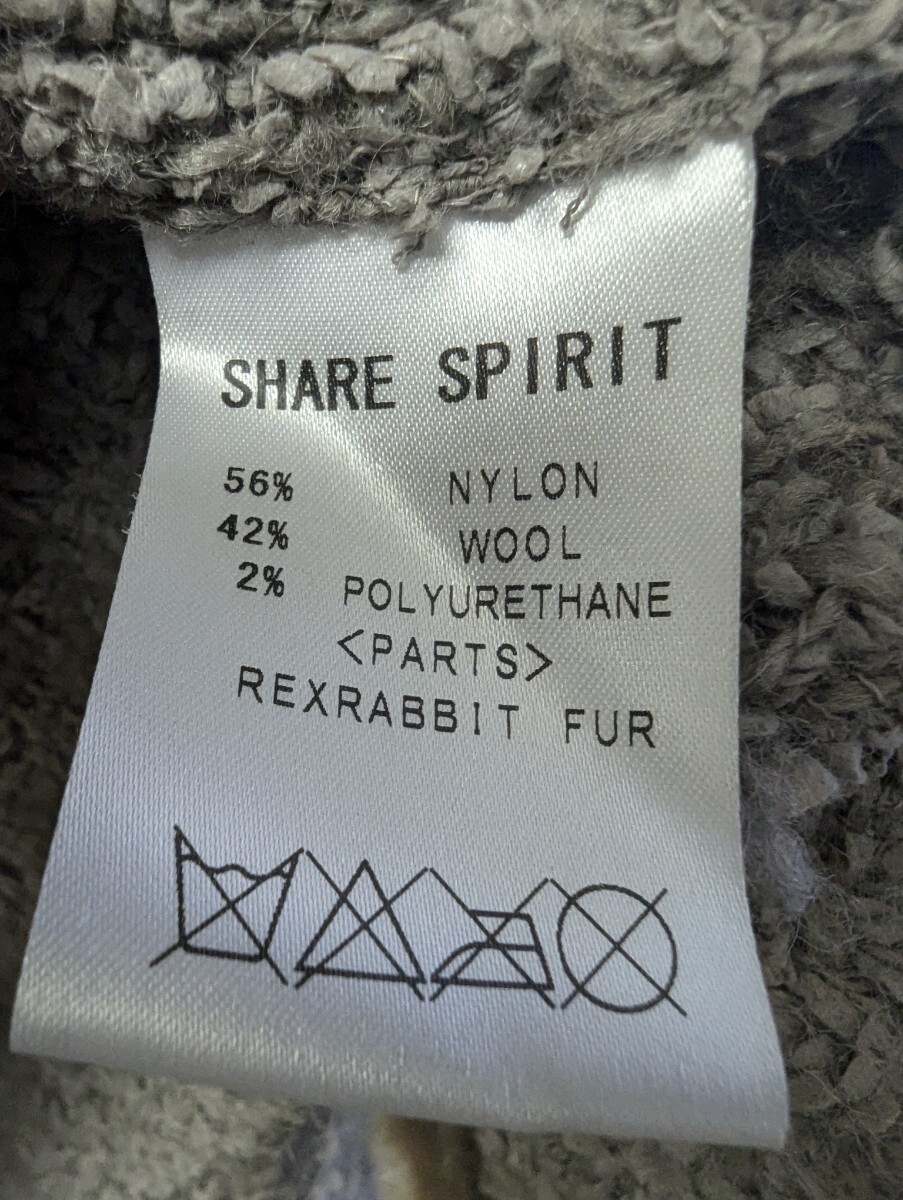 SHARE SPIRIT
56% NYLON
42% WOOL
2% POLYURETHANE
<PARTS>
REXRABBIT FUR